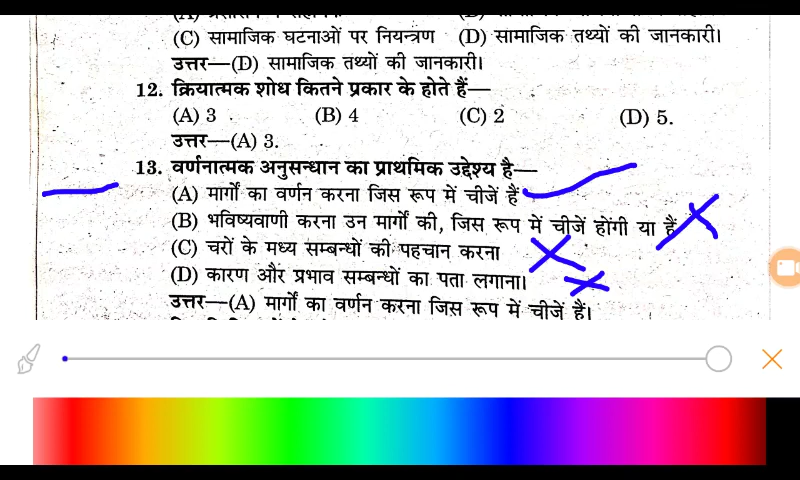 (C) सामाजिक घटनाओं पर नियन्त्रण (D) सामाजिक तथ्यों की जानकारी।
उत्तर—(D) सामाजिक तथ्यों की जानकारी।
12. क्रियात्मक शोध कितने प्रकार के होते हैं—
(A) 3 (B) 4 (C) 2 (D) 5.
उत्तर—(A) 3.
13. वर्णनात्मक अनुसन्धान का प्राथमिक उद्देश्य है—
(A) मार्गों का वर्णन करना जिस रूप में चीजें हैं
(B) भविष्यवाणी करना उन मार्गों की, जिस रूप में चीजें होंगी या हैं
(C) चरों के मध्य सम्बन्धों की पहचान करना
(D) कारण और प्रभाव सम्बन्धों का पता लगाना।
उत्तर—(A) मार्गों का वर्णन करना जिस रूप में चीजें हैं।